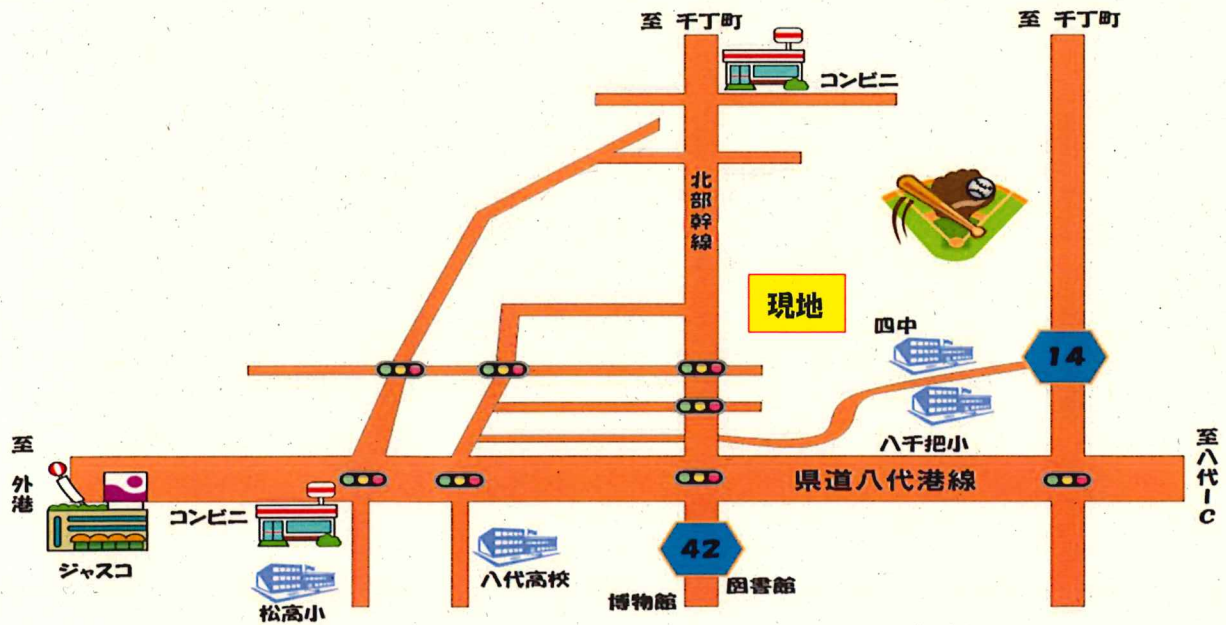 至 千丁町
至 千丁町
コンビニ
北部幹線
現地
四中
14
八千把小
至 外港
県道八代港線
至八代IC
コンビニ
ジャスコ
松高小
八代高校
42
博物館
図書館